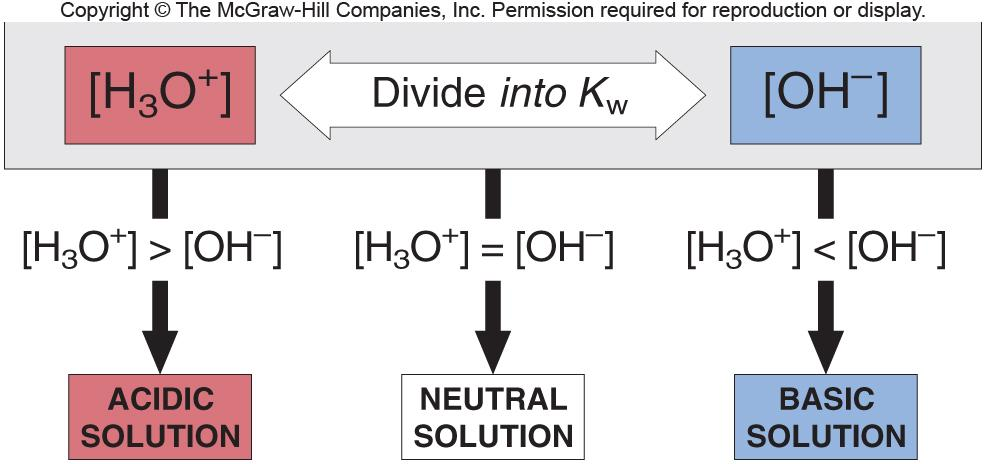 Copyright © The McGraw-Hill Companies, Inc. Permission required for reproduction or display.
[H₃O⁺] Divide into Kw [OH⁻]
[H₃O⁺] > [OH⁻] [H₃O⁺] = [OH⁻] [H₃O⁺] < [OH⁻]
ACIDIC
SOLUTION
NEUTRAL
SOLUTION
BASIC
SOLUTION